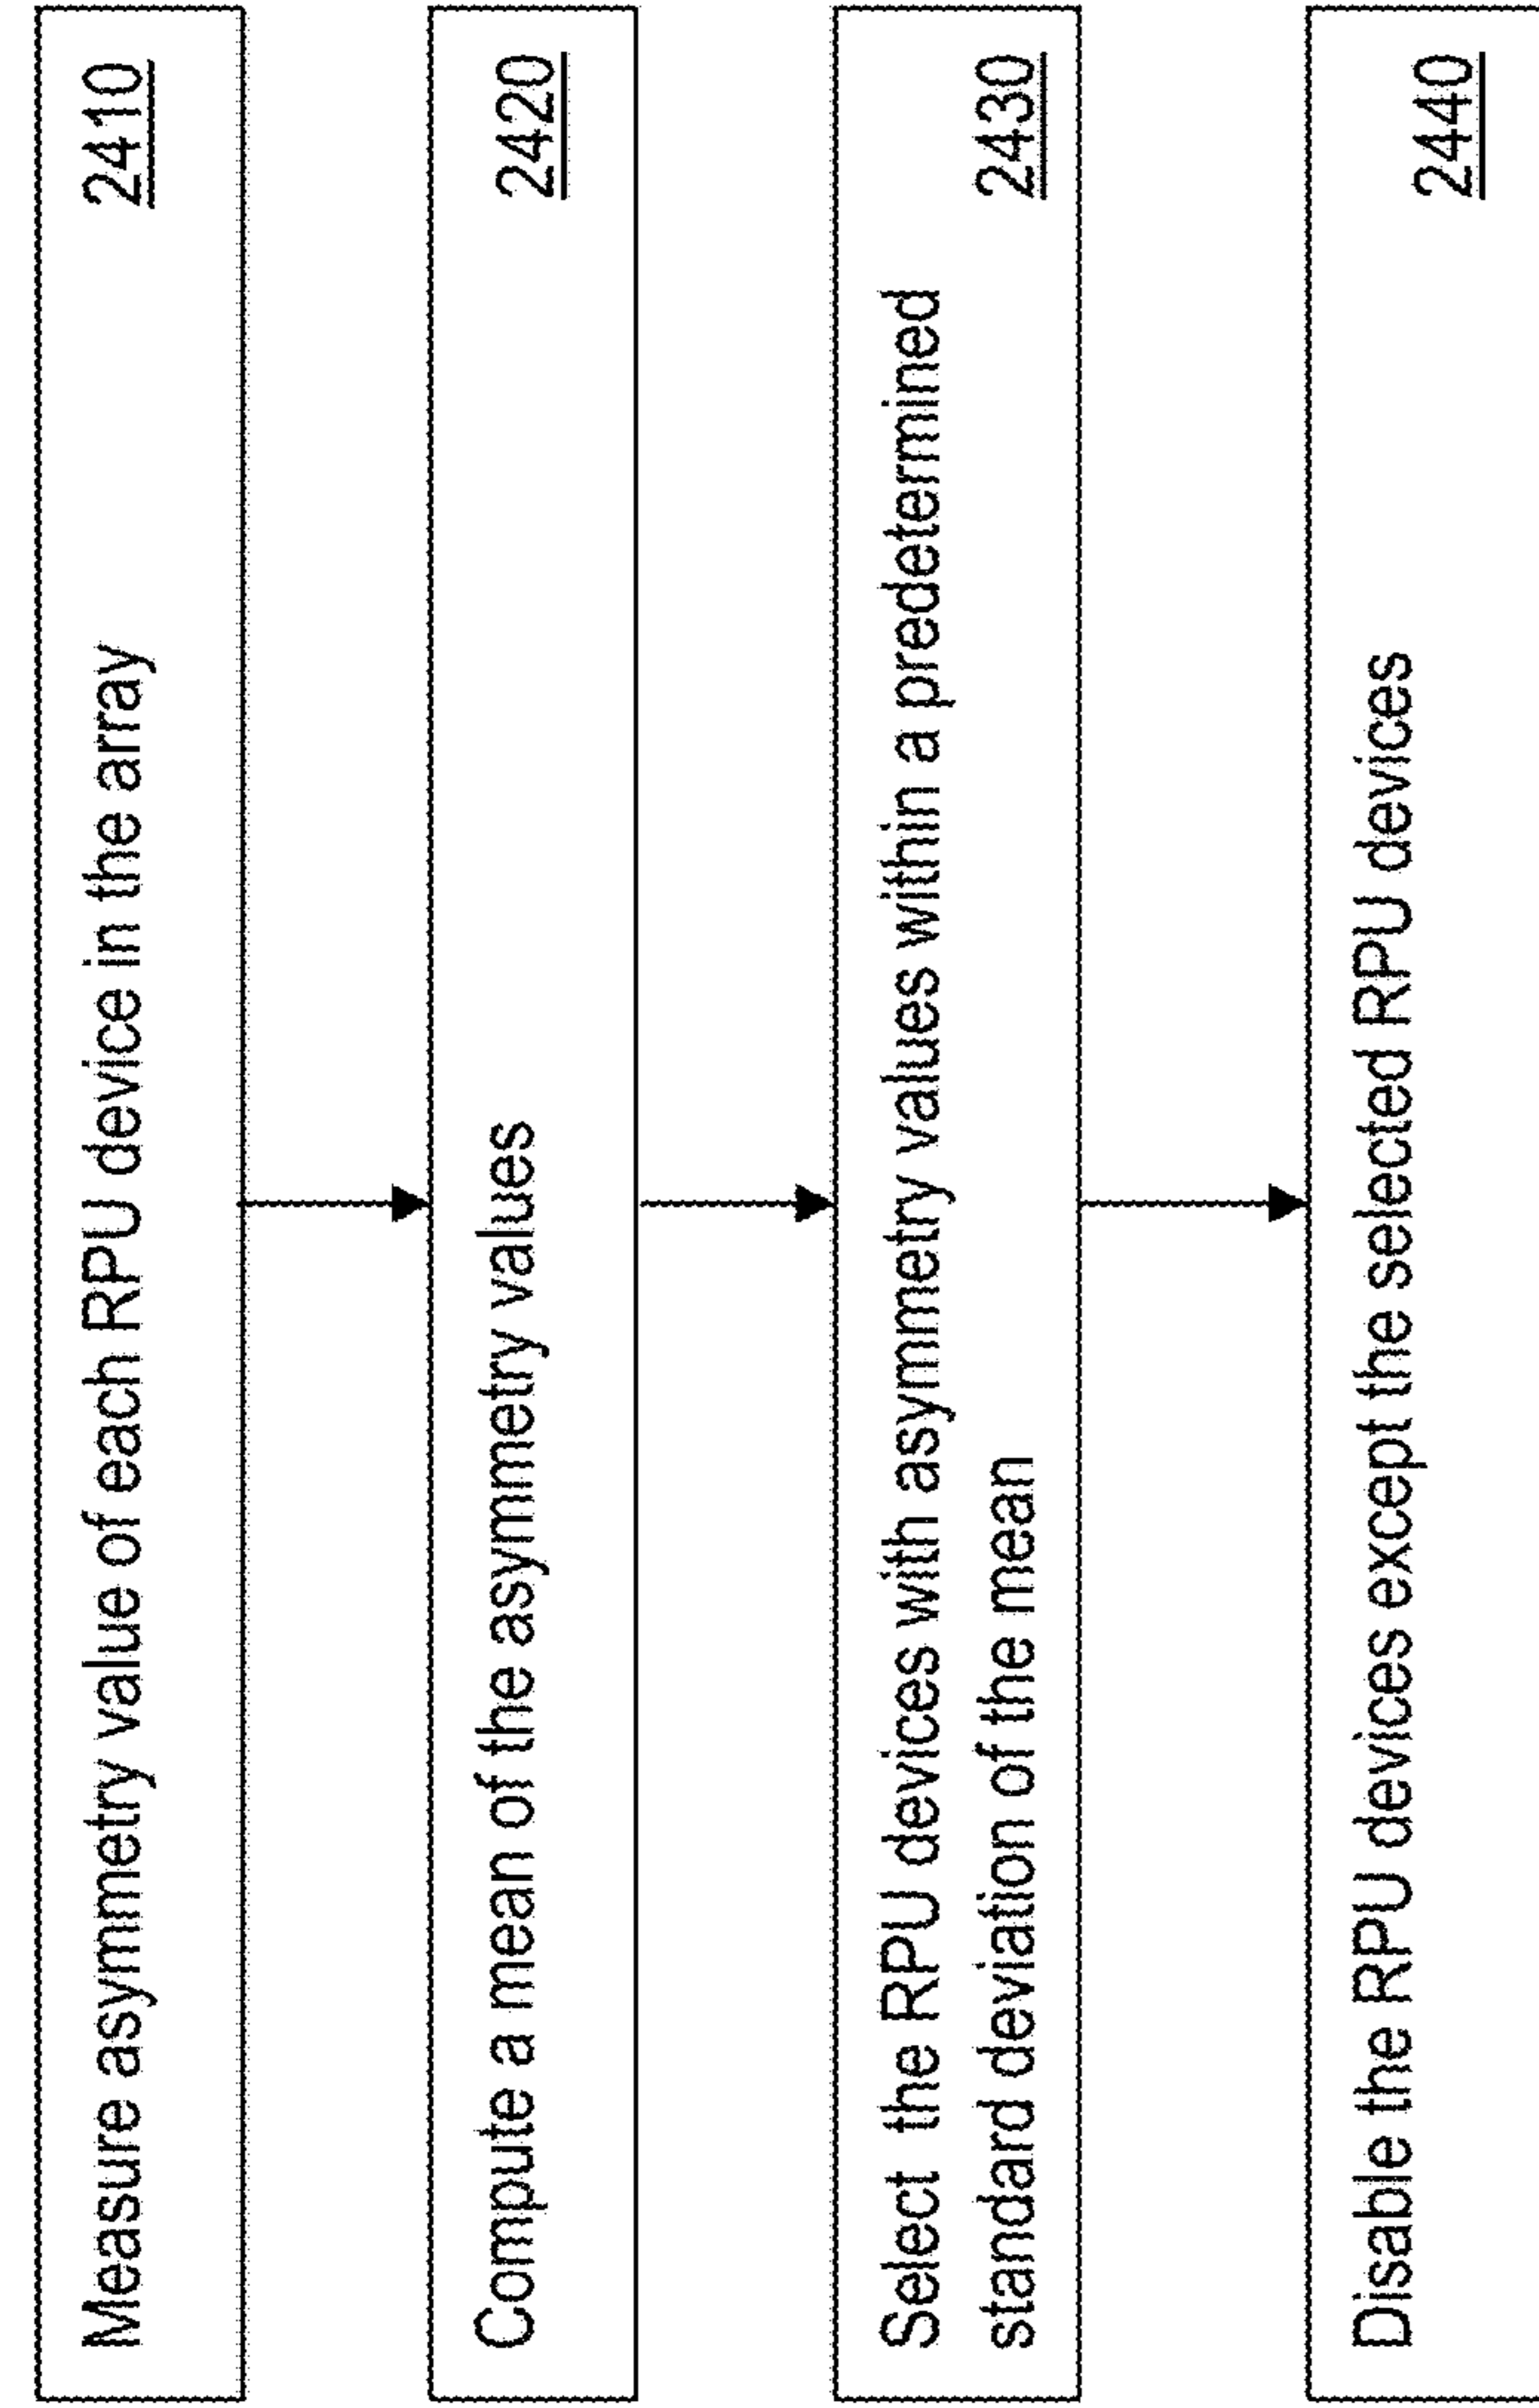 Measure asymmetry value of each RPU device in the array 2410
Compute a mean of the asymmetry values 2420
Select the RPU devices with asymmetry values within a predetermined
standard deviation of the mean 2430
Disable the RPU devices except the selected RPU devices 2440